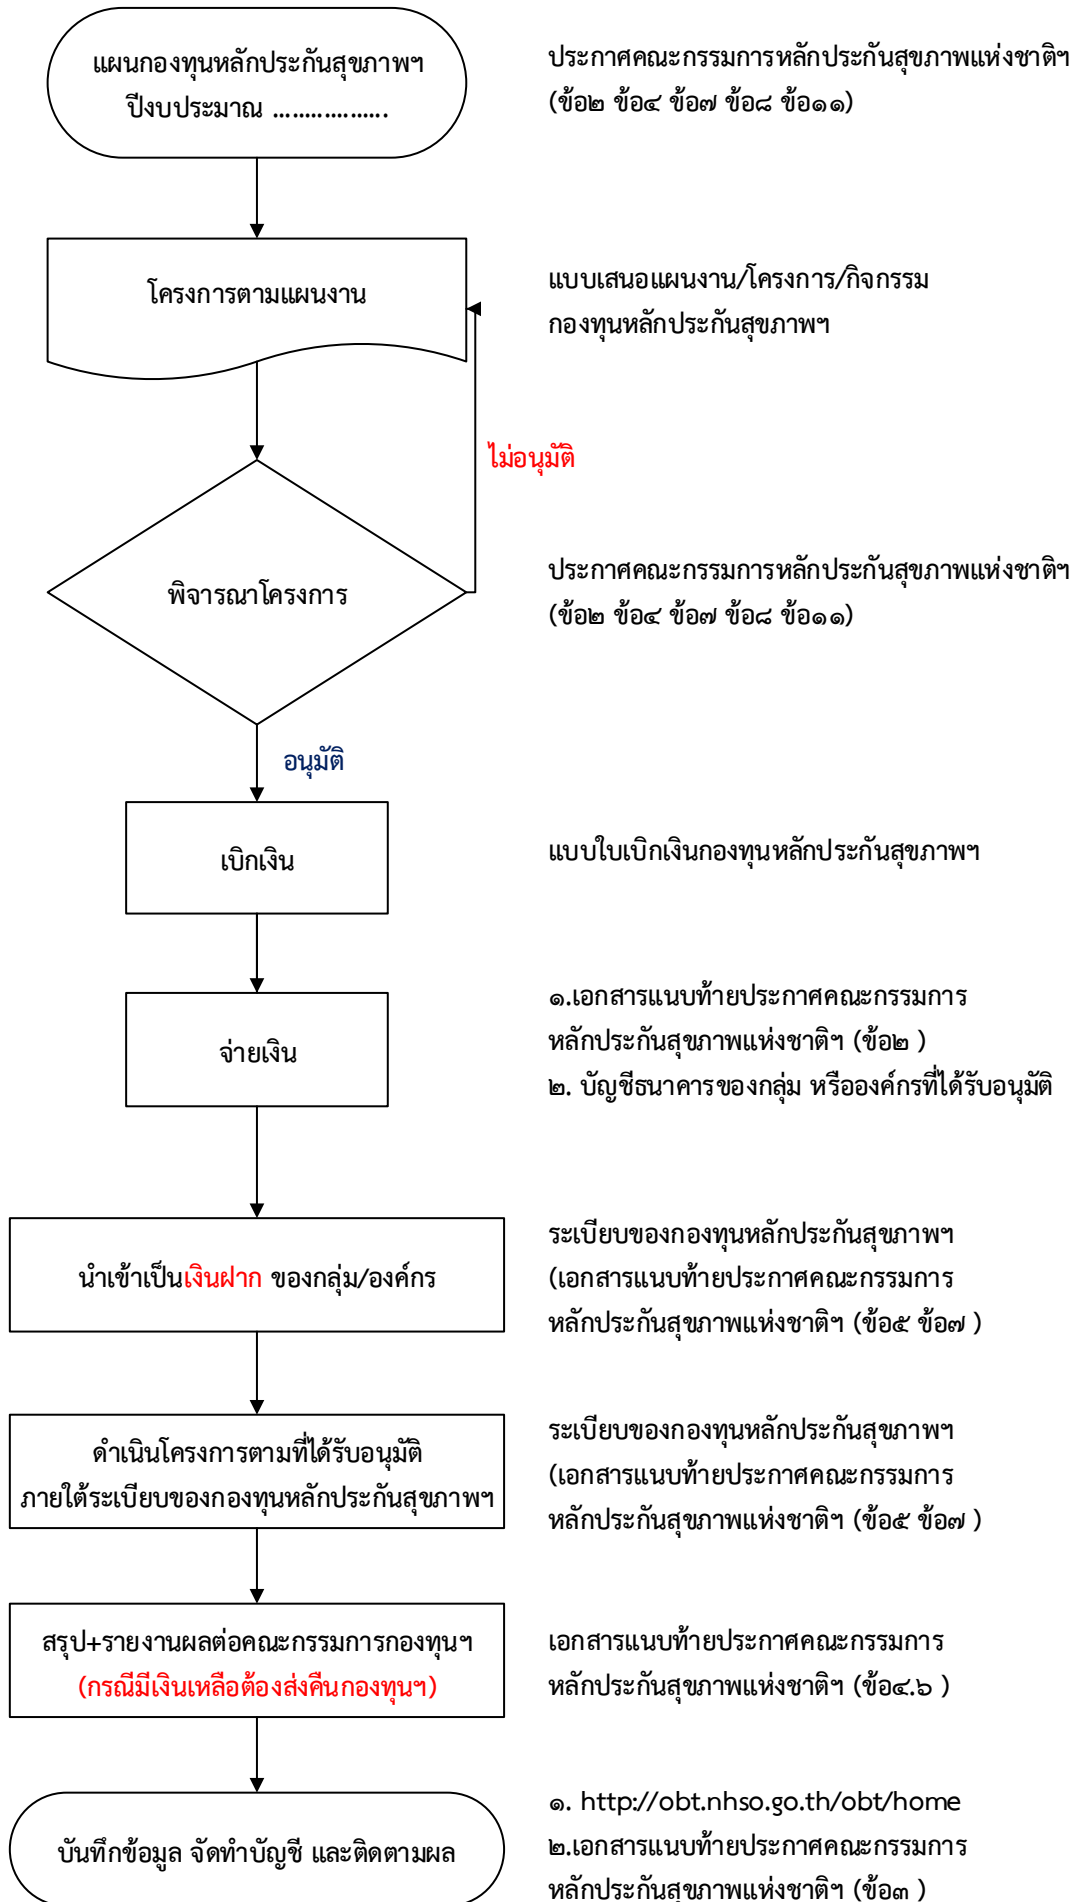 แผนกองทุนหลักประกันสุขภาพฯ
ปีงบประมาณ ..................
ประกาศคณะกรรมการหลักประกันสุขภาพแห่งชาติฯ
(ข้อ๒ ข้อ๔ ข้อ๗ ข้อ๘ ข้อ๑๑)
โครงการตามแผนงาน
แบบเสนอแผนงาน/โครงการ/กิจกรรม
กองทุนหลักประกันสุขภาพฯ
ไม่อนุมัติ
พิจารณาโครงการ
ประกาศคณะกรรมการหลักประกันสุขภาพแห่งชาติฯ
(ข้อ๒ ข้อ๔ ข้อ๗ ข้อ๘ ข้อ๑๑)
อนุมัติ
เบิกเงิน
แบบใบเบิกเงินกองทุนหลักประกันสุขภาพฯ
จ่ายเงิน
๑.เอกสารแนบท้ายประกาศคณะกรรมการ
หลักประกันสุขภาพแห่งชาติฯ (ข้อ๒ )
๒. บัญชีธนาคารของกลุ่ม หรือองค์กรที่ได้รับอนุมัติ
นำเข้าเป็นเงินฝาก ของกลุ่ม/องค์กร
ระเบียบของกองทุนหลักประกันสุขภาพฯ
(เอกสารแนบท้ายประกาศคณะกรรมการ
หลักประกันสุขภาพแห่งชาติฯ (ข้อ๕ ข้อ๗ )
ดำเนินโครงการตามที่ได้รับอนุมัติ
ภายใต้ระเบียบของกองทุนหลักประกันสุขภาพฯ
ระเบียบของกองทุนหลักประกันสุขภาพฯ
(เอกสารแนบท้ายประกาศคณะกรรมการ
หลักประกันสุขภาพแห่งชาติฯ (ข้อ๕ ข้อ๗ )
สรุป+รายงานผลต่อคณะกรรมการกองทุนฯ
(กรณีมีเงินเหลือต้องส่งคืนกองทุนฯ)
เอกสารแนบท้ายประกาศคณะกรรมการ
หลักประกันสุขภาพแห่งชาติฯ (ข้อ๔.๖ )
บันทึกข้อมูล จัดทำบัญชี และติดตามผล
๑. http://obt.nhso.go.th/obt/home
๒.เอกสารแนบท้ายประกาศคณะกรรมการ
หลักประกันสุขภาพแห่งชาติฯ (ข้อ๓ )